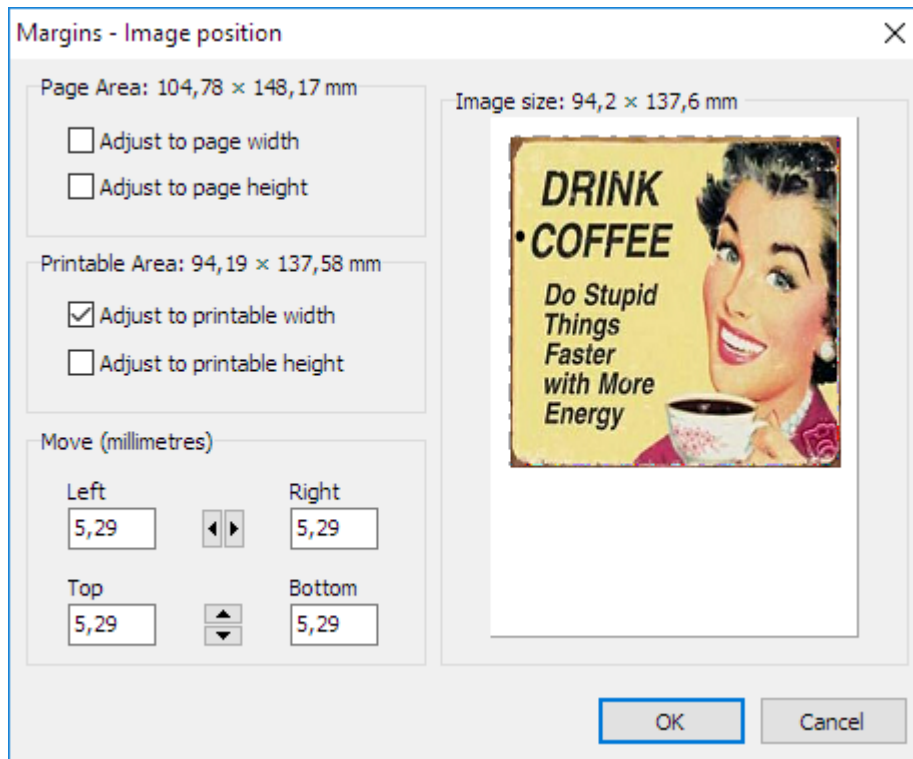 Margins - Image position
Page Area: 104,78 × 148,17 mm
Adjust to page width
Adjust to page height
Printable Area: 94,19 × 137,58 mm
Adjust to printable width
Adjust to printable height
Move (millimetres)
Left
Right
5,29
5,29
Top
Bottom
5,29
5,29
Image size: 94,2 × 137,6 mm
DRINK
COFFEE
Do Stupid
Things
Faster
with More
Energy
OK
Cancel